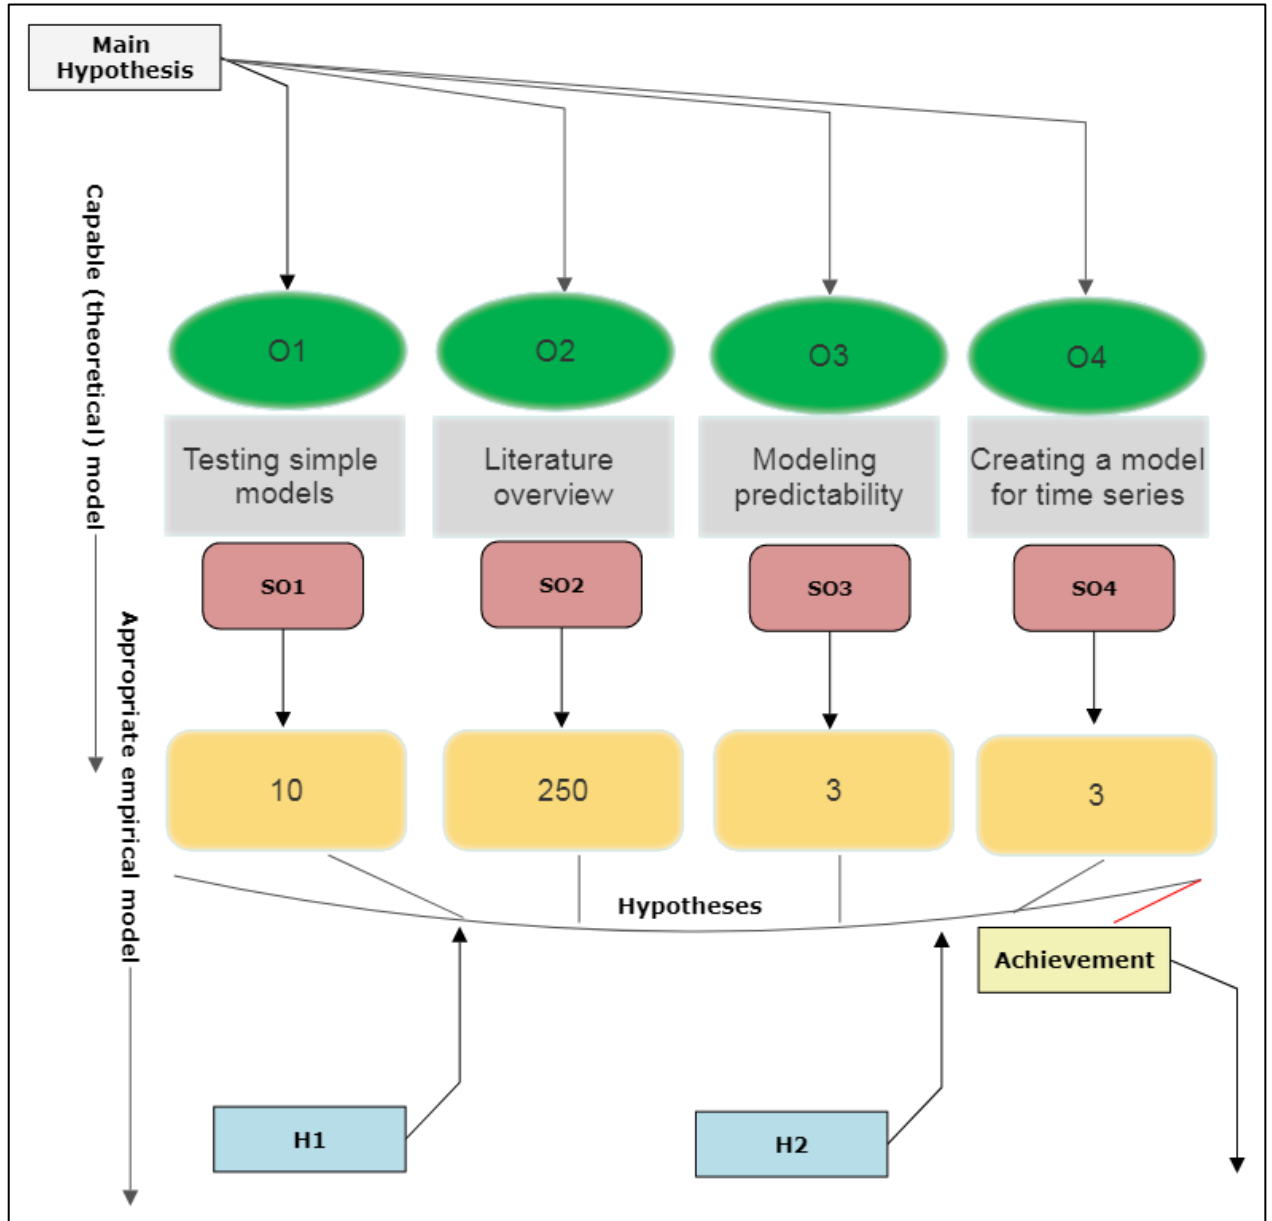 Main
Hypothesis
Capable (theoretical) model
O1
O2
O3
O4
Testing simple
models
Literature
overview
Modeling
predictability
Creating a model
for time series
SO1
SO2
SO3
SO4
Appropriate empirical model
10
250
3
3
Hypotheses
Achievement
H1
H2